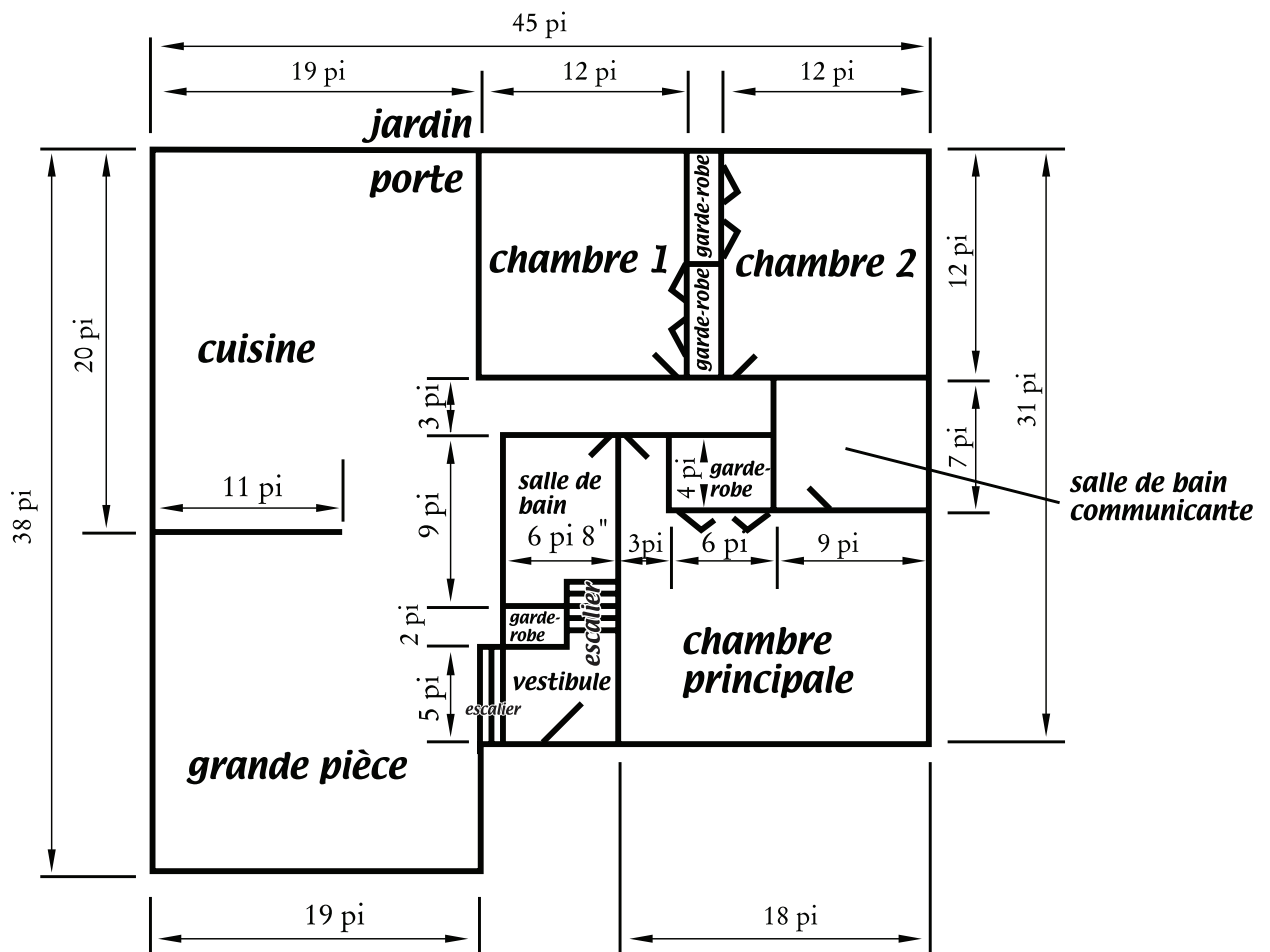 45 pi
19 pi
12 pi
12 pi
jardin
porte
garde-robe
chambre 1
chambre 2
12 pi
garde-robe
cuisine
20 pi
3 pi
31 pi
7 pi
11 pi
38 pi
9 pi
salle de
bain
4 pi
garde-
robe
salle de bain
communicante
6 pi 8"
3pi
6 pi
9 pi
escalier
2 pi
garde-
robe
chambre
principale
vestibule
5 pi
escalier
grande pièce
19 pi
18 pi